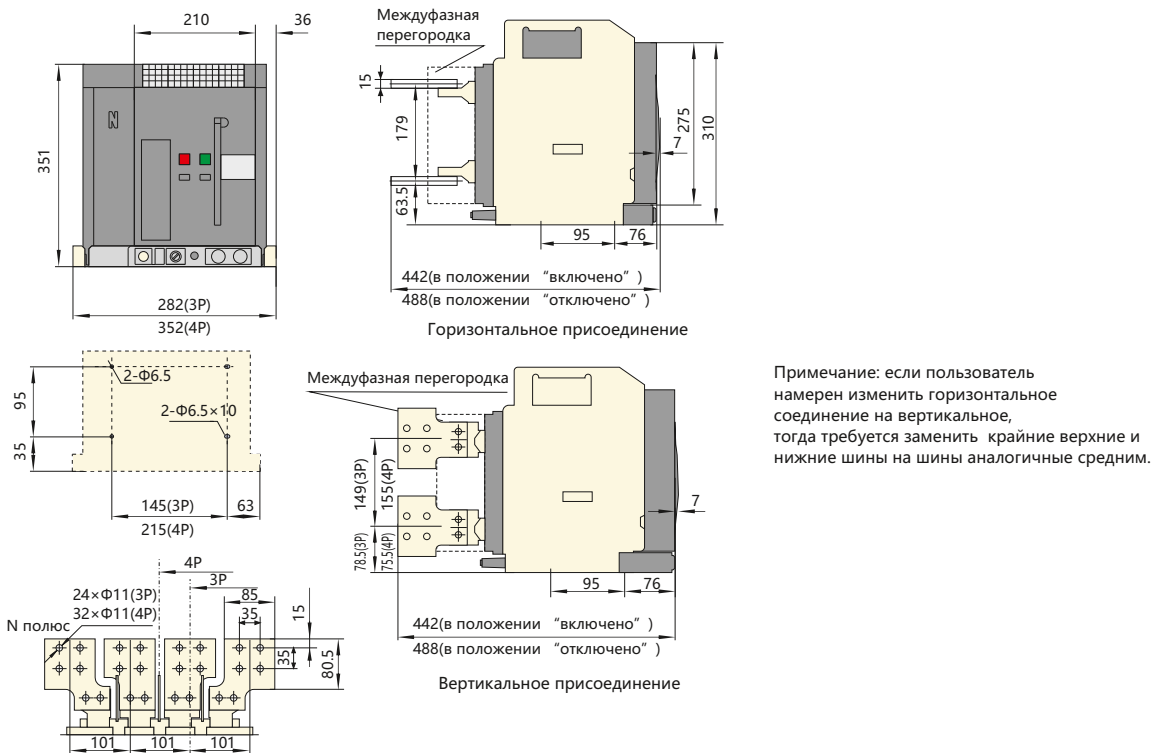 210
36
351
282(3P)
352(4P)
Междуфазная
перегородка
15
179
63.5
275
310
7
95
76
442(в положении “включено” )
488(в положении “отключено” )
Горизонтальное присоединение
2-Φ6.5
2-Φ6.5×10
95
35
145(3P)
63
215(4P)
Междуфазная перегородка
149(3P)
155(4P)
78.5(3P)
75.5(4P)
7
95
76
442(в положении “включено” )
488(в положении “отключено” )
Вертикальное присоединение
4P
3P
24×Φ11(3P)
32×Φ11(4P)
N полюс
85
35
15
35
80.5
101
101
101
Примечание: если пользователь
намерен изменить горизонтальное
соединение на вертикальное,
тогда требуется заменить крайние верхние и
нижние шины на шины аналогичные средним.